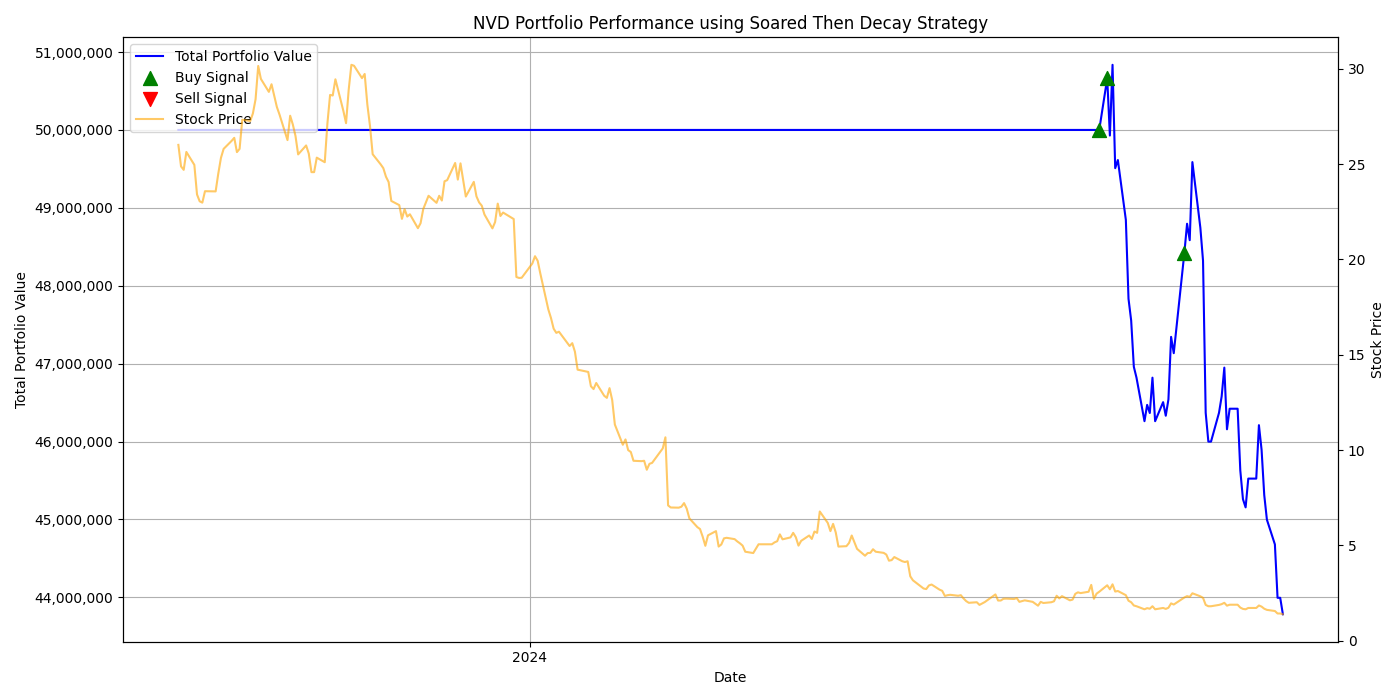 NVD Portfolio Performance using Soared Then Decay Strategy
Total Portfolio Value
Buy Signal
Sell Signal
Stock Price
51,000,000
50,000,000
49,000,000
48,000,000
47,000,000
46,000,000
45,000,000
44,000,000
Total Portfolio Value
30
25
20
15
10
5
0
Stock Price
2024
Date